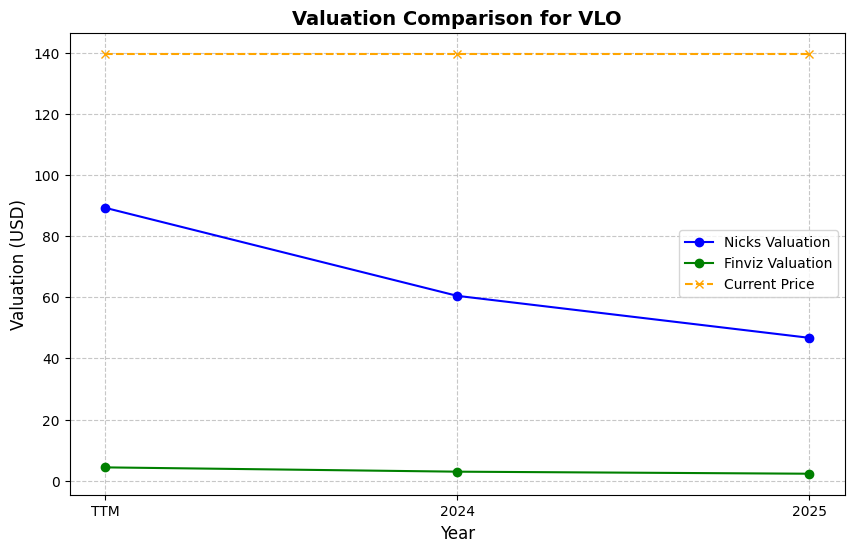 Valuation Comparison for VLO
Valuation (USD)
140
120
100
80
60
40
20
0
Nicks Valuation
Finviz Valuation
Current Price
TTM
2024
2025
Year